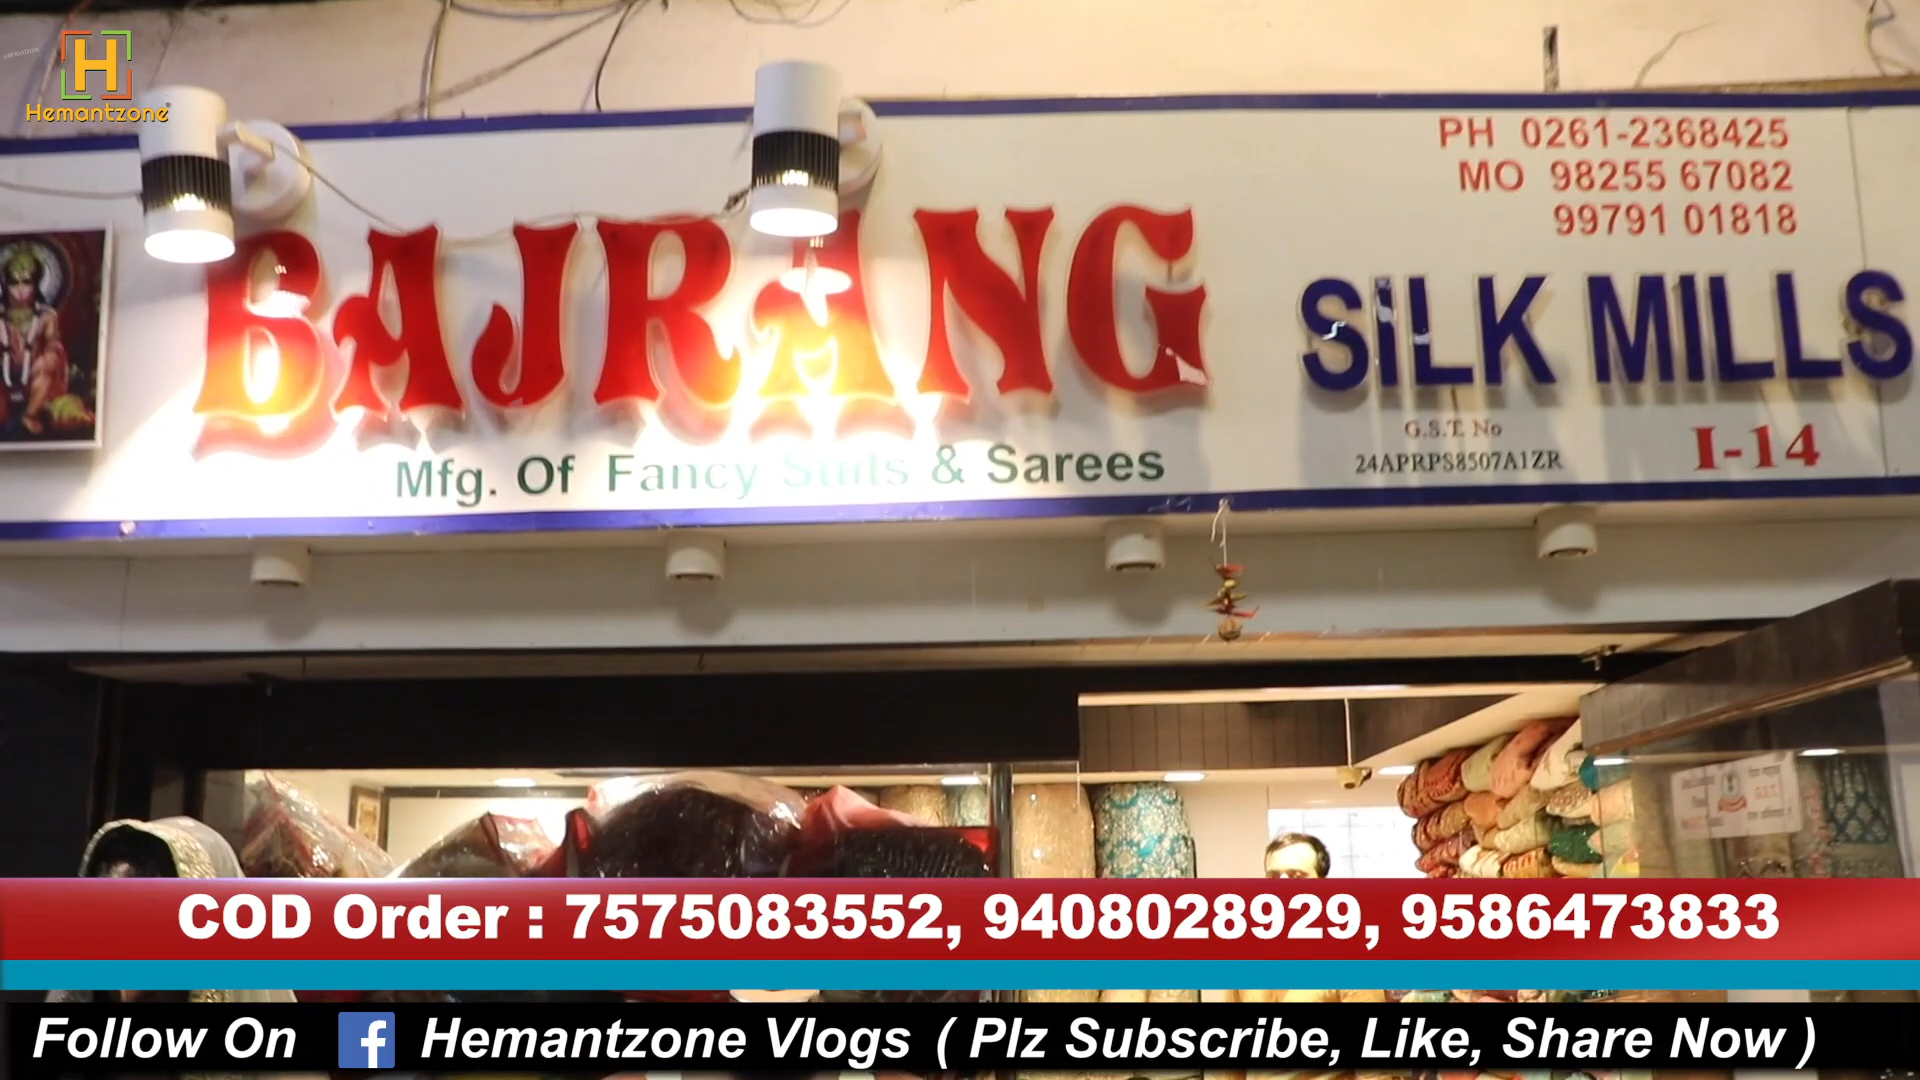 H
Hemantzone
PH 0261-2368425
MO 98255 67082
99791 01818
BAJRANG
SILK MILLS
Mfg. Of Fancy Suits & Sarees
G.S.T. No
24APRPS8507A1ZR
I-14
COD Order : 7575083552, 9408028929, 9586473833
Follow On f Hemantzone Vlogs ( Plz Subscribe, Like, Share Now )